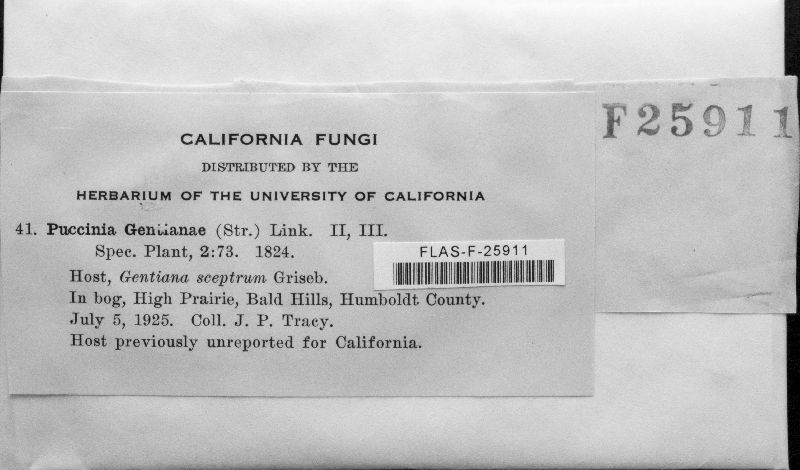 CALIFORNIA FUNGI
DISTRIBUTED BY THE
HERBARIUM OF THE UNIVERSITY OF CALIFORNIA
F25911
41. Puccinia Gentianae (Str.) Link. II, III.
Spec. Plant, 2:73. 1824.
FLAS-F-25911
Host, Gentiana sceptrum Griseb.
In bog, High Prairie, Bald Hills, Humboldt County.
July 5, 1925. Coll. J. P. Tracy.
Host previously unreported for California.